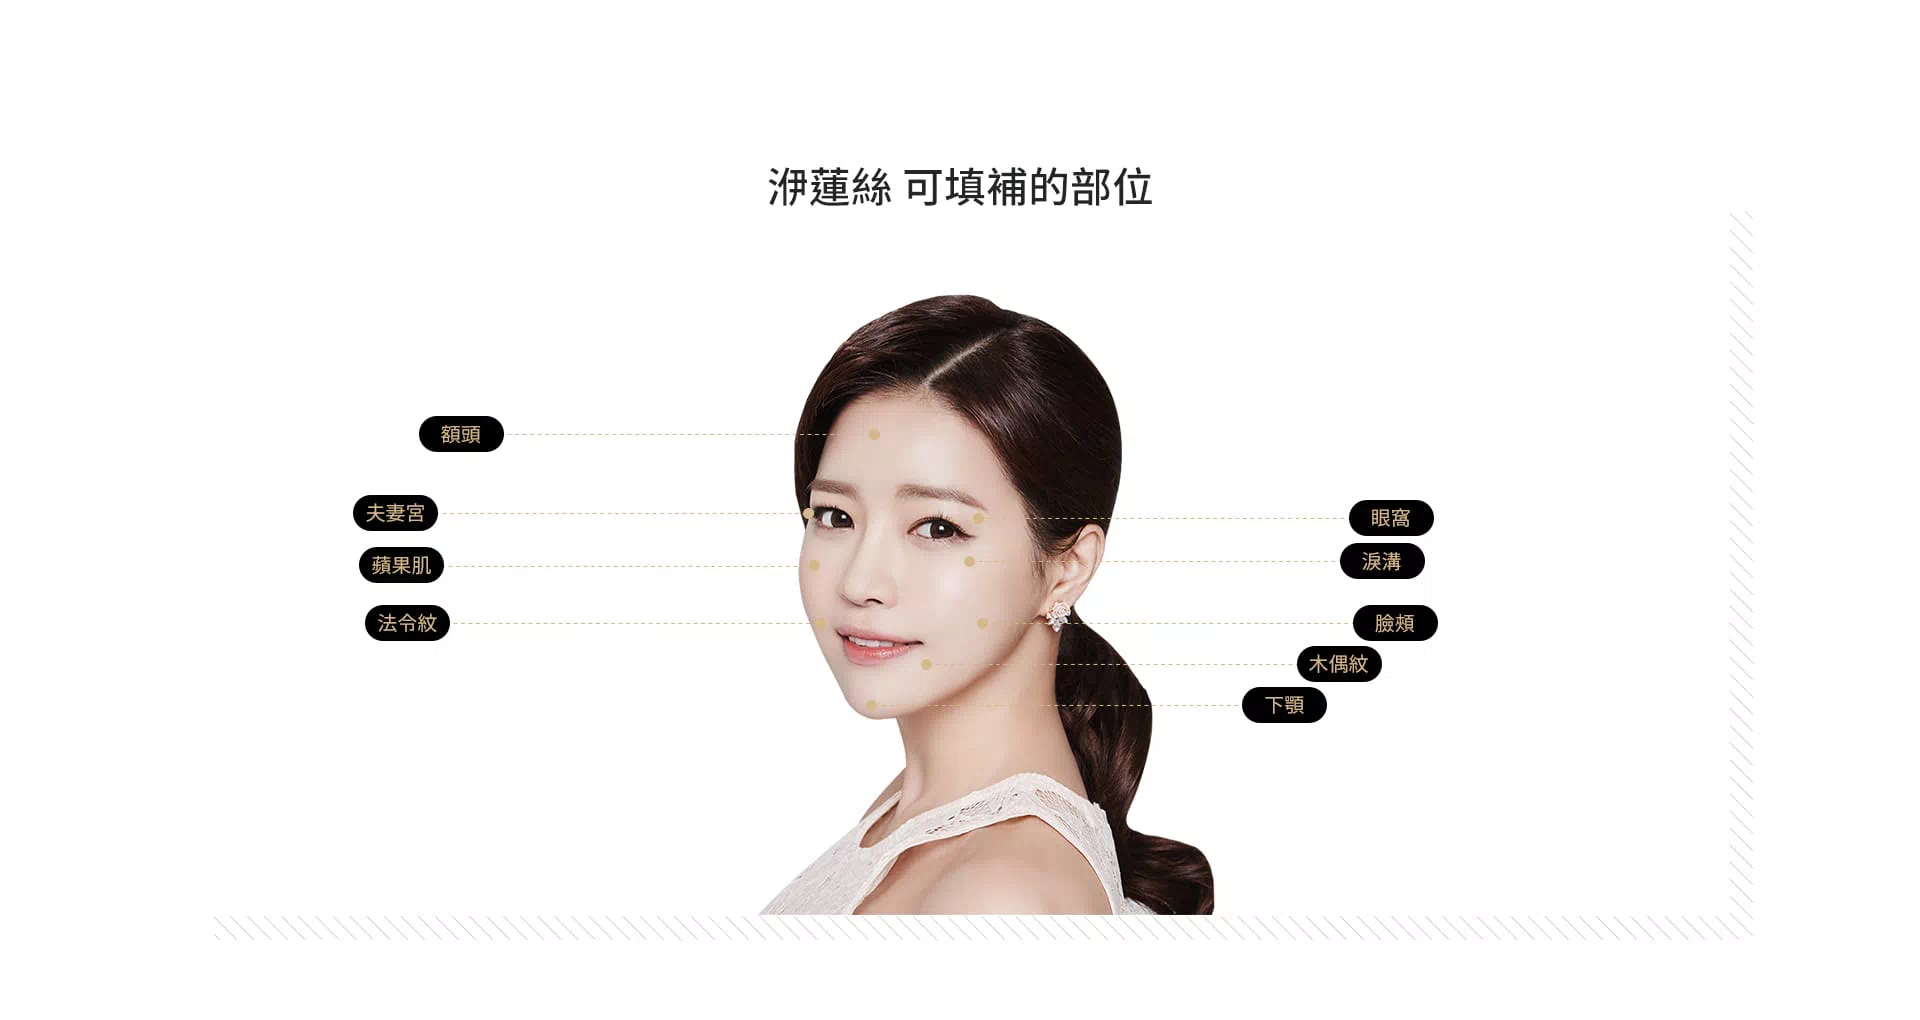 洢蓮絲 可填補的部位
額頭
夫妻宮
蘋果肌
法令紋
眼窩
淚溝
臉頰
木偶紋
下顎